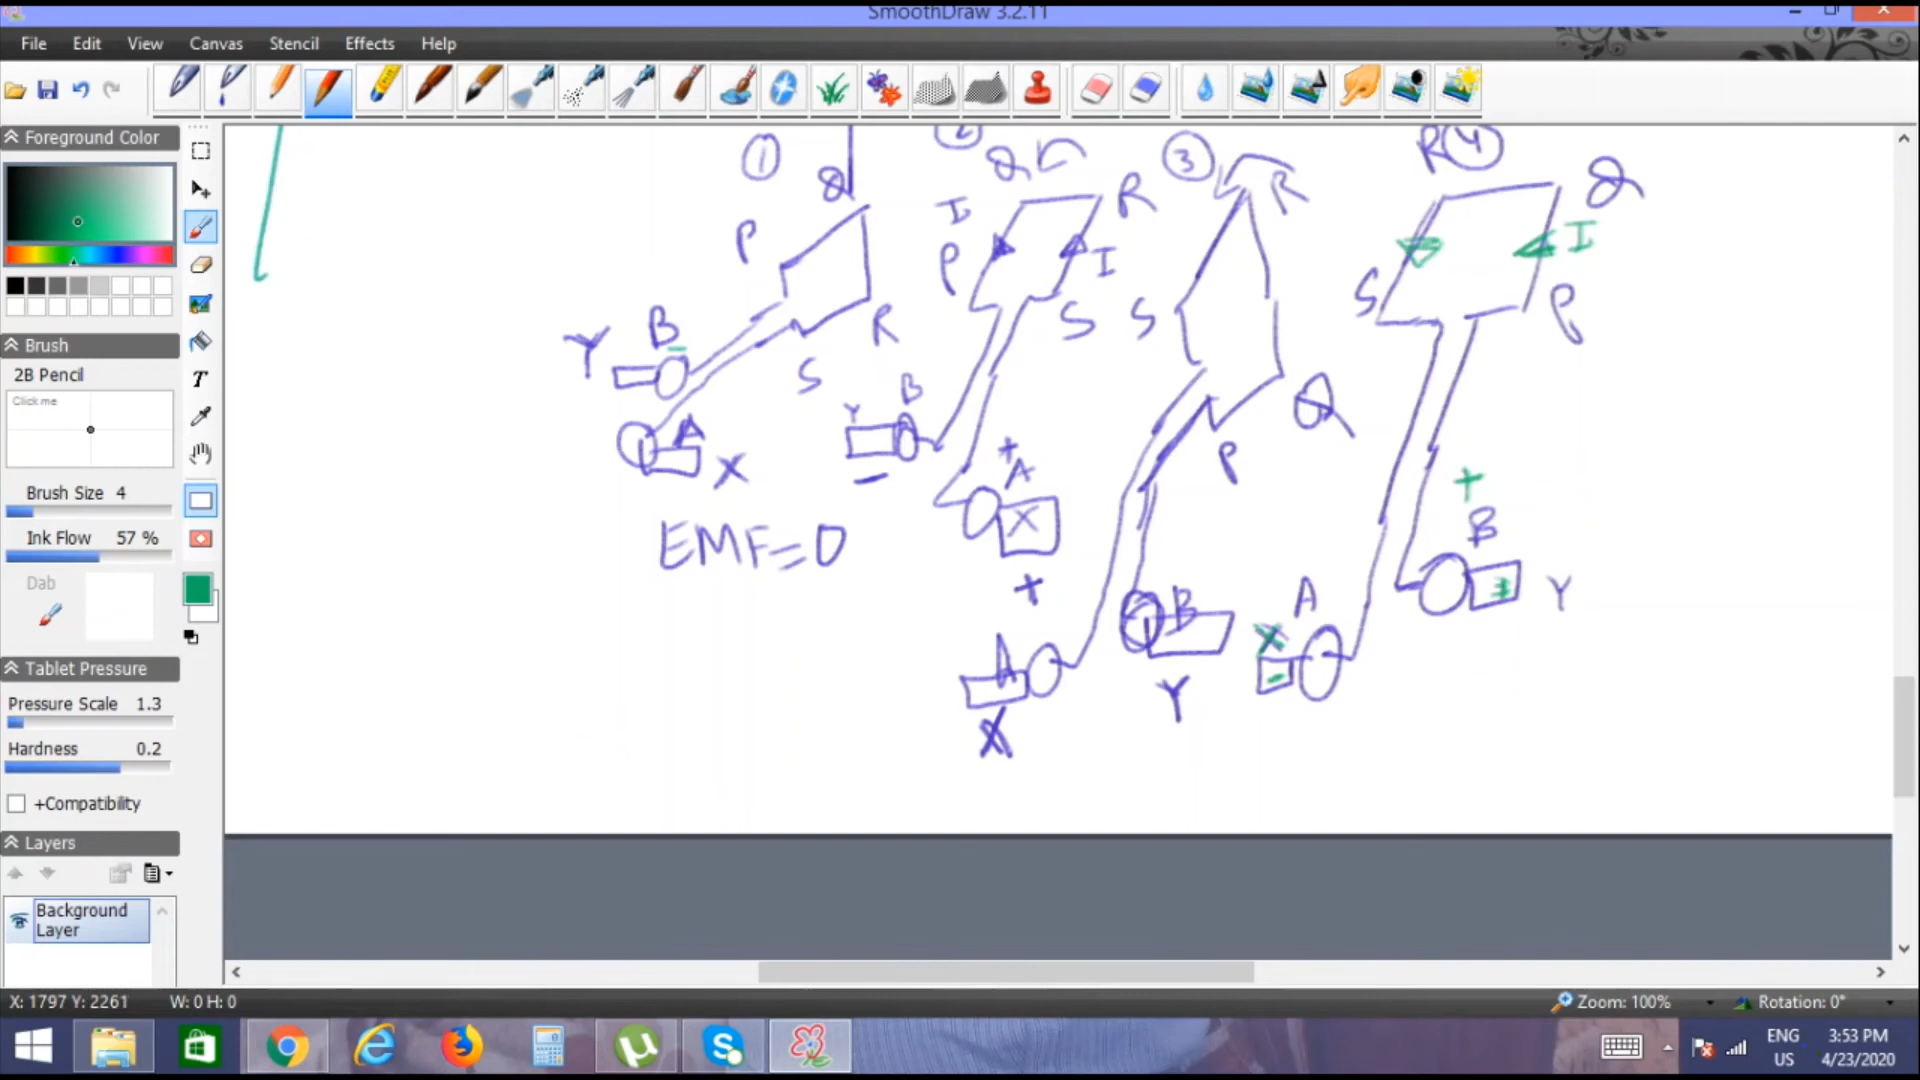 SmoothDraw 3.2.11
File Edit View Canvas Stencil Effects Help
Foreground Color
Brush
2B Pencil
Click me
Brush Size 4
Ink Flow 57 %
Dab
Tablet Pressure
Pressure Scale 1.3
Hardness 0.2
+Compatibility
Layers
Background
Layer
T
1
Q
P
R
S
Y
B
-
A
X
EMF=0
2
Q
I
R
P
I
S
Y
B
-
+
A
X
+
3
R
S
Q
P
A
X
B
Y
R
4
Q
I
S
P
+
B
Y
A
X
-
X: 1797 Y: 2261 W: 0 H: 0
Zoom: 100% Rotation: 0°
ENG
US
3:53 PM
4/23/2020